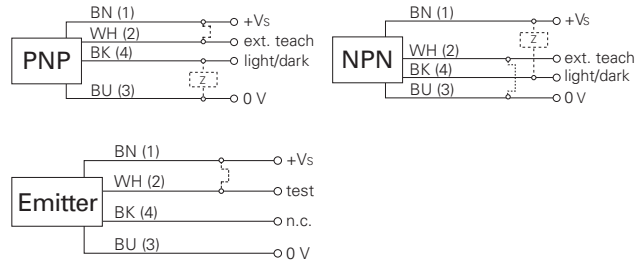 BN (1) +Vs
WH (2) ext. teach
PNP BK (4) light/dark
Z
BU (3) 0 V
BN (1) +Vs
Z
NPN WH (2) ext. teach
BK (4) light/dark
BU (3) 0 V
BN (1) +Vs
WH (2) test
Emitter
BK (4) n.c.
BU (3) 0 V